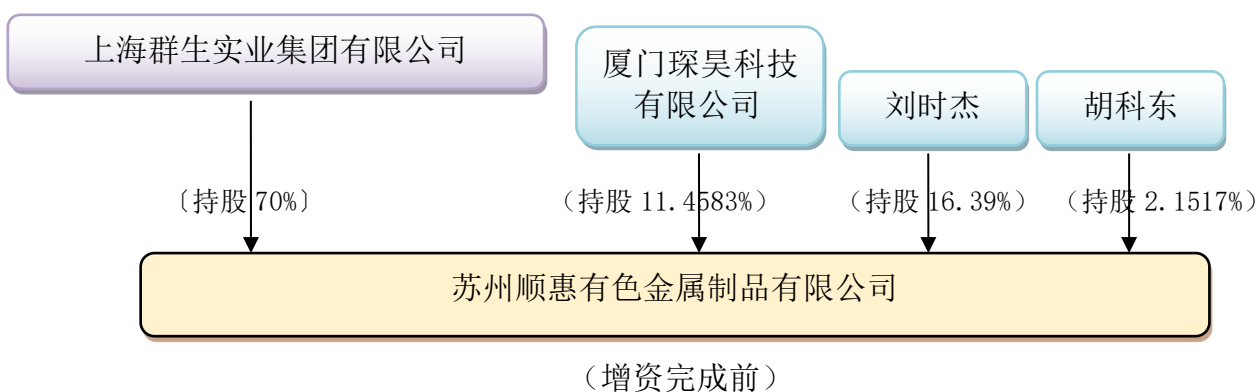 上海群生实业集团有限公司
厦门琛昊科技
有限公司
刘时杰
胡科东
〔持股 70%〕
（持股 11.4583%）
（持股 16.39%）
（持股 2.1517%）
苏州顺惠有色金属制品有限公司
（增资完成前）